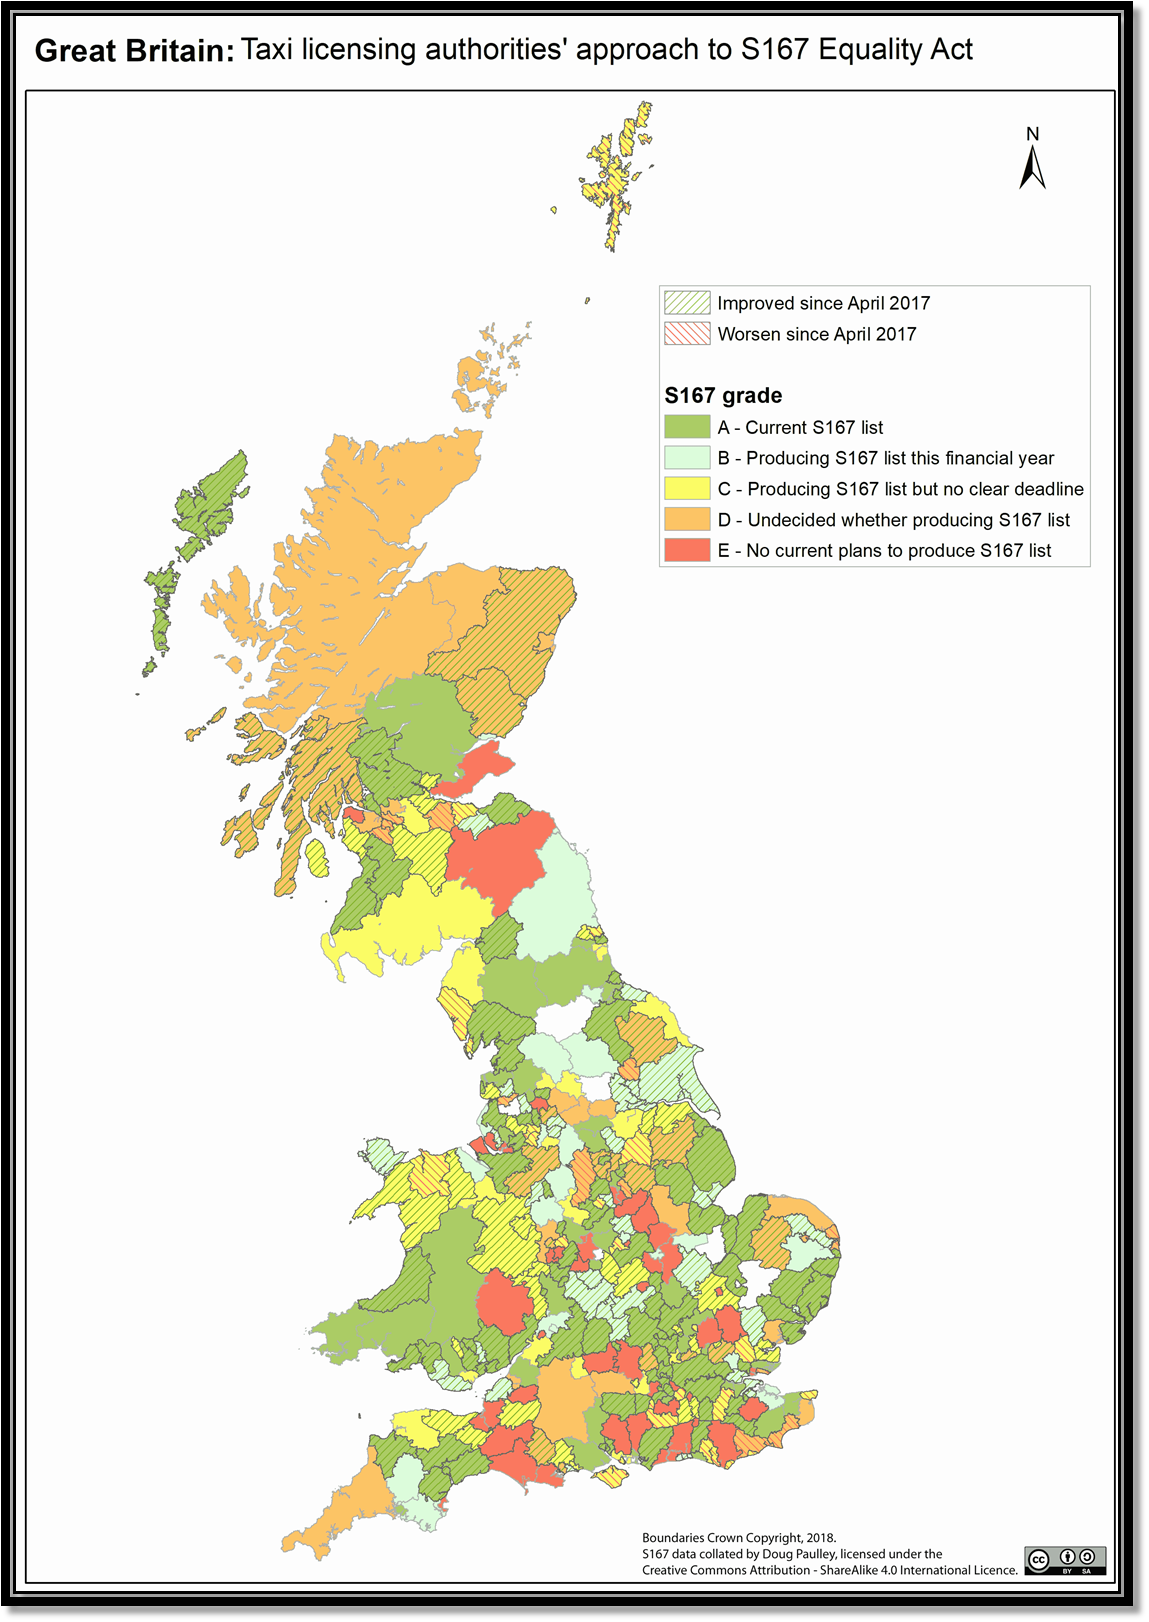 Great Britain: Taxi licensing authorities' approach to S167 Equality Act
N
Improved since April 2017
Worsen since April 2017
S167 grade
A - Current S167 list
B - Producing S167 list this financial year
C - Producing S167 list but no clear deadline
D - Undecided whether producing S167 list
E - No current plans to produce S167 list
Boundaries Crown Copyright, 2018.
S167 data collated by Doug Paulley, licensed under the
Creative Commons Attribution - ShareAlike 4.0 International Licence.
cc
BY SA